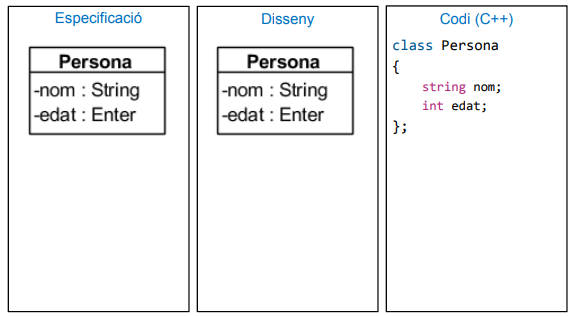 Especificació
Persona
-nom : String
-edat : Enter
Disseny
Persona
-nom : String
-edat : Enter
Codi (C++)
class Persona
{
string nom;
int edat;
};